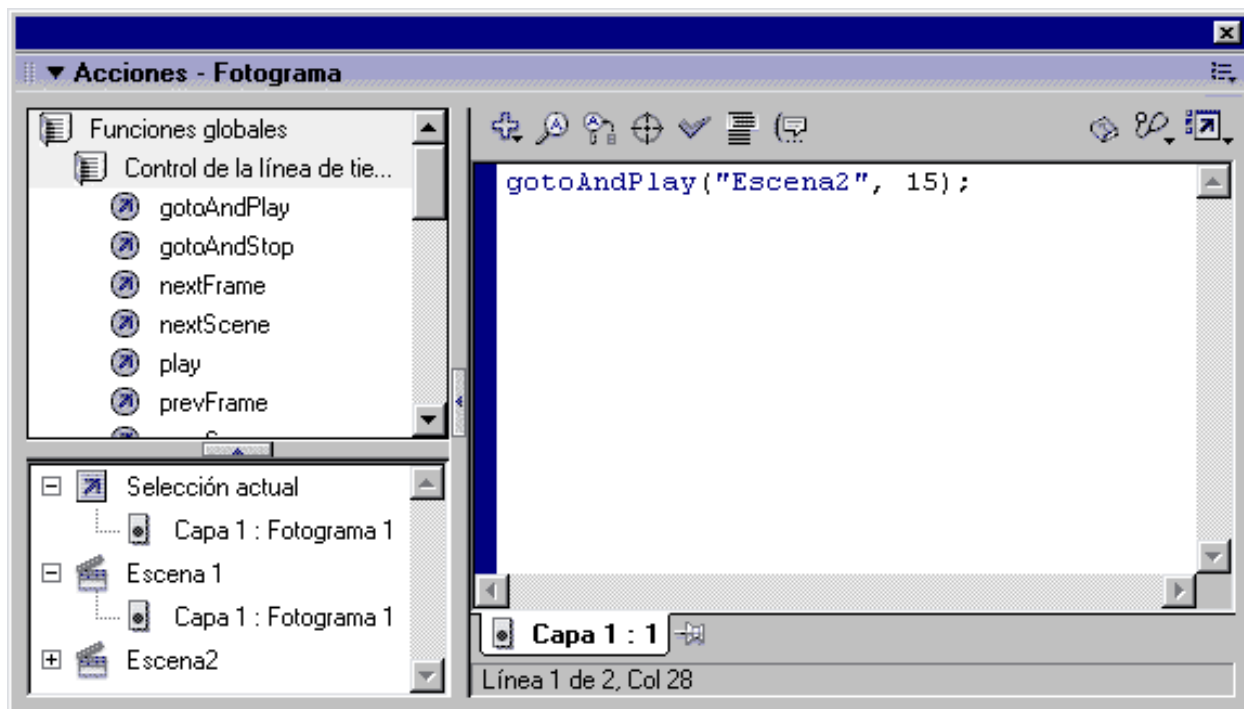 Acciones - Fotograma
Funciones globales
Control de la línea de tie...
gotoAndPlay
gotoAndStop
nextFrame
nextScene
play
prevFrame
Selección actual
Capa 1 : Fotograma 1
Escena 1
Capa 1 : Fotograma 1
Escena2
gotoAndPlay("Escena2", 15);
Capa 1 : 1
Línea 1 de 2, Col 28